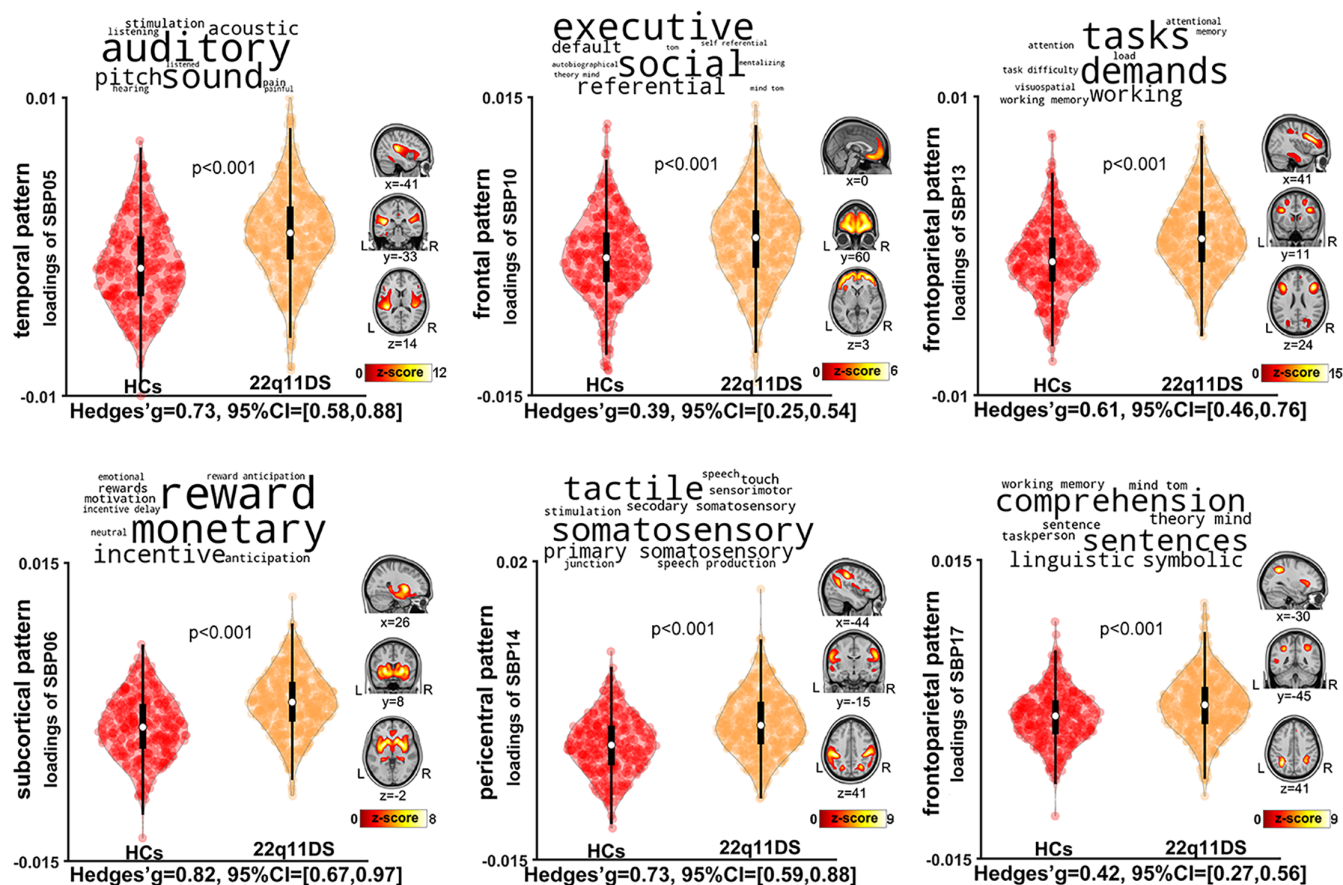 stimulation
listening acoustic
auditory
listened
pitch sound pain
hearing painful
0.01
temporal pattern
loadings of SBP05
p<0.001
x=-41
L R
y=-33
L R
z=14
0 z-score 12
-0.01
HCs 22q11DS
Hedges'g=0.73, 95%CI=[0.58,0.88]
executive
default ton self referential
autobiographical social mentalizing
theory mind
referential mind tom
0.015
frontal pattern
loadings of SBP10
p<0.001
x=0
L R
y=60
L R
z=3
0 z-score 6
-0.015
HCs 22q11DS
Hedges'g=0.39, 95%CI=[0.25,0.54]
attentional
tasks memory
attention
load
task difficulty demands
visuospatial
working memory working
0.01
frontoparietal pattern
loadings of SBP13
p<0.001
x=41
L R
y=11
L R
z=24
0 z-score 15
-0.01
HCs 22q11DS
Hedges'g=0.61, 95%CI=[0.46,0.76]
emotional reward anticipation
rewards reward
motivation
incentive delay
neutral monetary
incentive anticipation
0.015
subcortical pattern
loadings of SBP06
p<0.001
x=26
L R
y=8
L R
z=-2
0 z-score 8
-0.015
HCs 22q11DS
Hedges'g=0.82, 95%CI=[0.67,0.97]
speech touch
tactile sensorimotor
stimulation secodary somatosensory
somatosensory
primary somatosensory
junction speech production
0.02
pericentral pattern
loadings of SBP14
p<0.001
x=-44
L R
y=-15
L R
z=41
0 z-score 9
-0.015
HCs 22q11DS
Hedges'g=0.73, 95%CI=[0.59,0.88]
working memory mind tom
comprehension
sentence theory mind
taskperson sentences
linguistic symbolic
0.015
frontoparietal pattern
loadings of SBP17
p<0.001
x=-30
L R
y=-45
L R
z=41
0 z-score 9
-0.015
HCs 22q11DS
Hedges'g=0.42, 95%CI=[0.27,0.56]